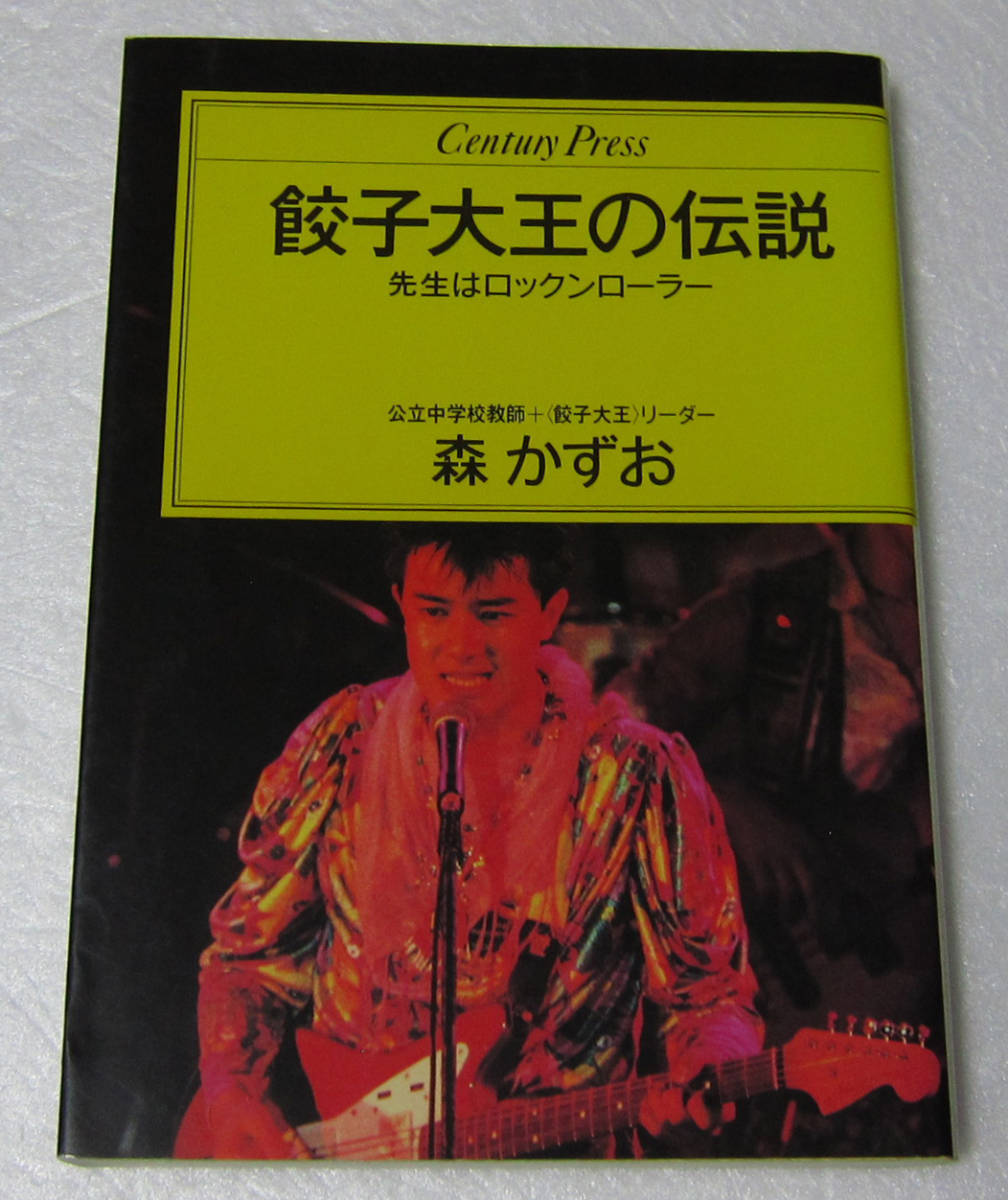 Century Press
餃子大王の伝説
先生はロックンローラー
公立中学校教師＋〈餃子大王〉リーダー
森 かずお